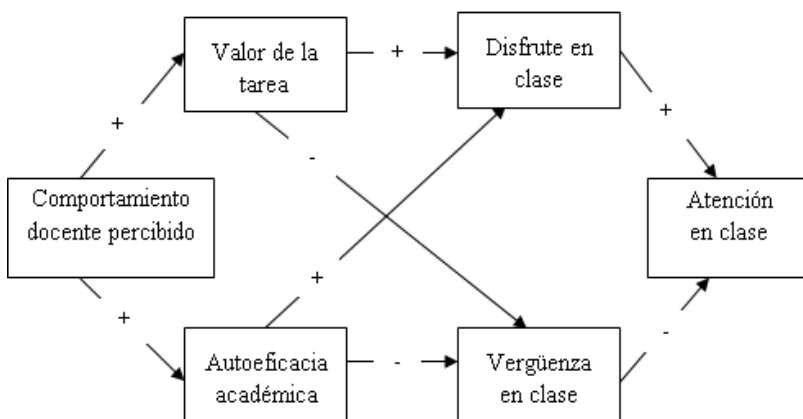 Valor de la
tarea
+
Disfrute en
clase
+
+
-
Comportamiento
docente percibido
Atención
en clase
+
+
-
Autoeficacia
académica
-
Vergüenza
en clase